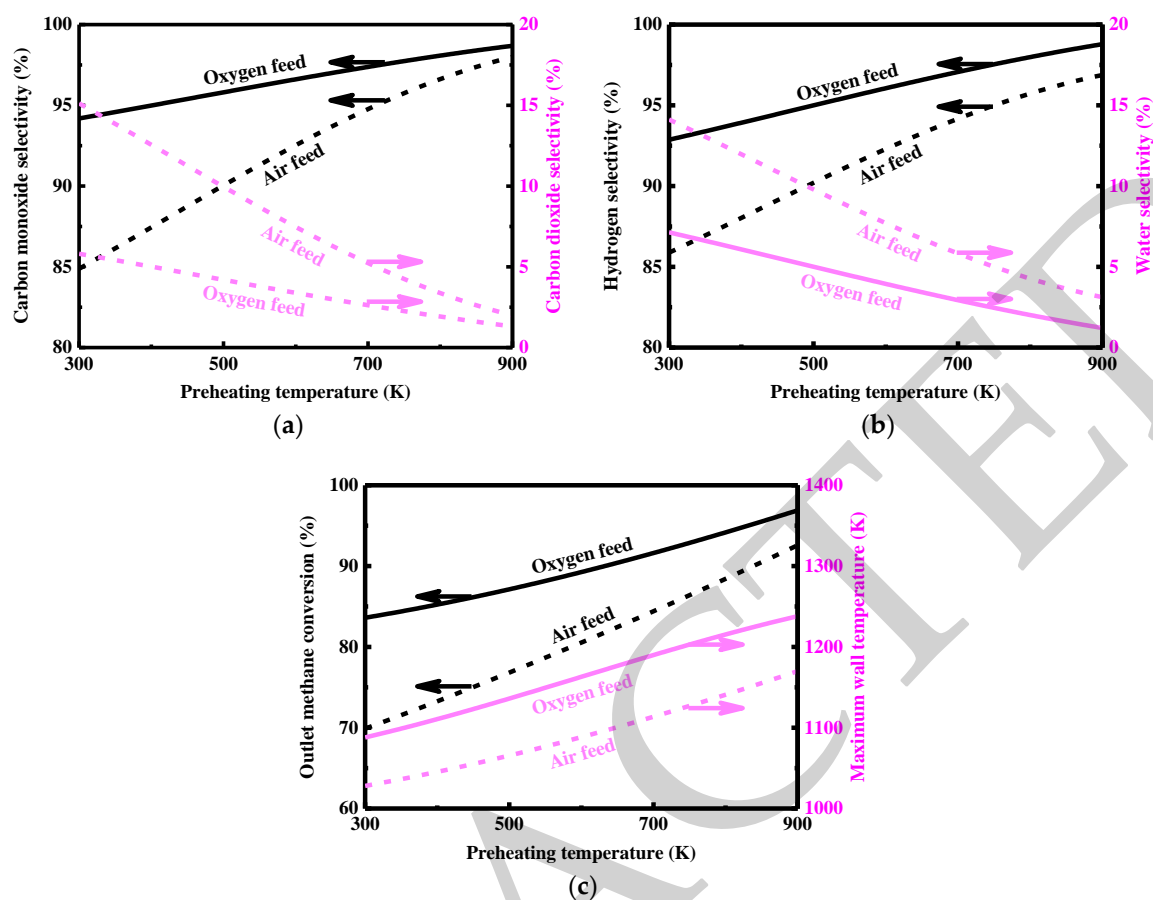 100
95
90
85
80
Carbon monoxide selectivity (%)
Oxygen feed
Air feed
Air feed
Oxygen feed
20
15
10
5
0
Carbon dioxide selectivity (%)
300
500
700
900
Preheating temperature (K)
(a)
100
95
90
85
80
Hydrogen selectivity (%)
Oxygen feed
Air feed
Air feed
Oxygen feed
20
15
10
5
0
Water selectivity (%)
300
500
700
900
Preheating temperature (K)
(b)
100
90
80
70
60
Outlet methane conversion (%)
Oxygen feed
Air feed
Oxygen feed
Air feed
1400
1300
1200
1100
1000
Maximum wall temperature (K)
300
500
700
900
Preheating temperature (K)
(c)